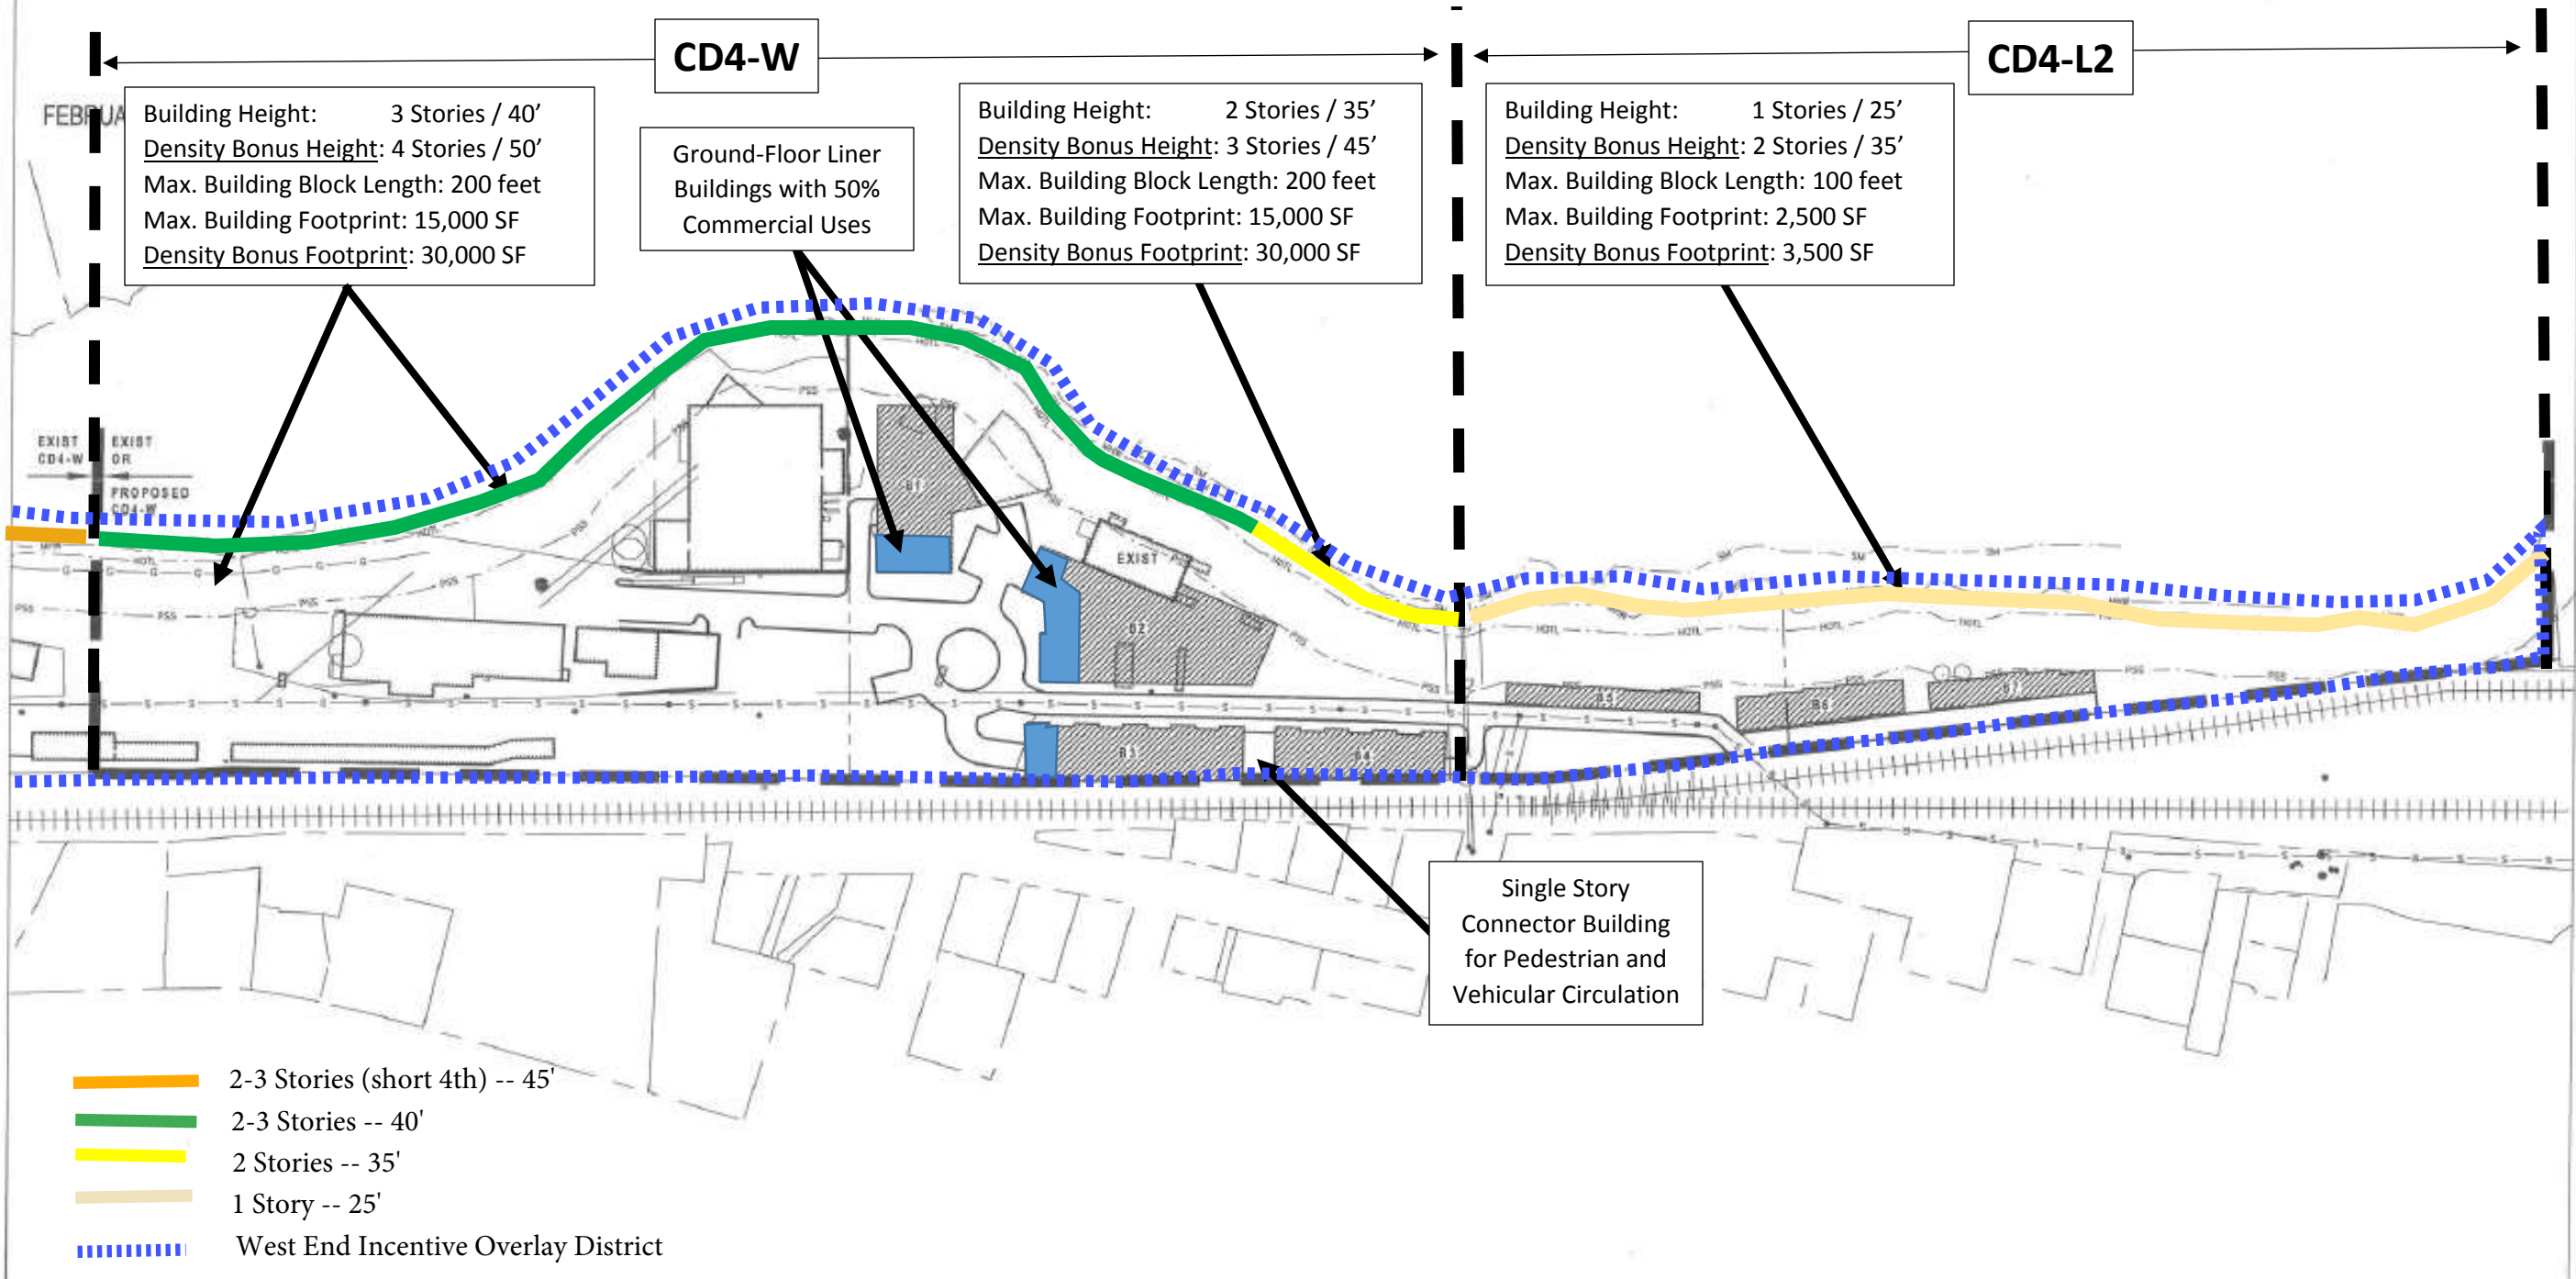 CD4-W
CD4-L2
FEBRUA
Building Height: 3 Stories / 40’
Density Bonus Height: 4 Stories / 50’
Max. Building Block Length: 200 feet
Max. Building Footprint: 15,000 SF
Density Bonus Footprint: 30,000 SF
Ground-Floor Liner
Buildings with 50%
Commercial Uses
Building Height: 2 Stories / 35’
Density Bonus Height: 3 Stories / 45’
Max. Building Block Length: 200 feet
Max. Building Footprint: 15,000 SF
Density Bonus Footprint: 30,000 SF
Building Height: 1 Stories / 25’
Density Bonus Height: 2 Stories / 35’
Max. Building Block Length: 100 feet
Max. Building Footprint: 2,500 SF
Density Bonus Footprint: 3,500 SF
EXIST
CD4-W
EXIST
OR
PROPOSED
CD4-W
B1
EXIST
B2
B3
B4
B5
B6
B7
Single Story
Connector Building
for Pedestrian and
Vehicular Circulation
2-3 Stories (short 4th) -- 45'
2-3 Stories -- 40'
2 Stories -- 35'
1 Story -- 25'
West End Incentive Overlay District